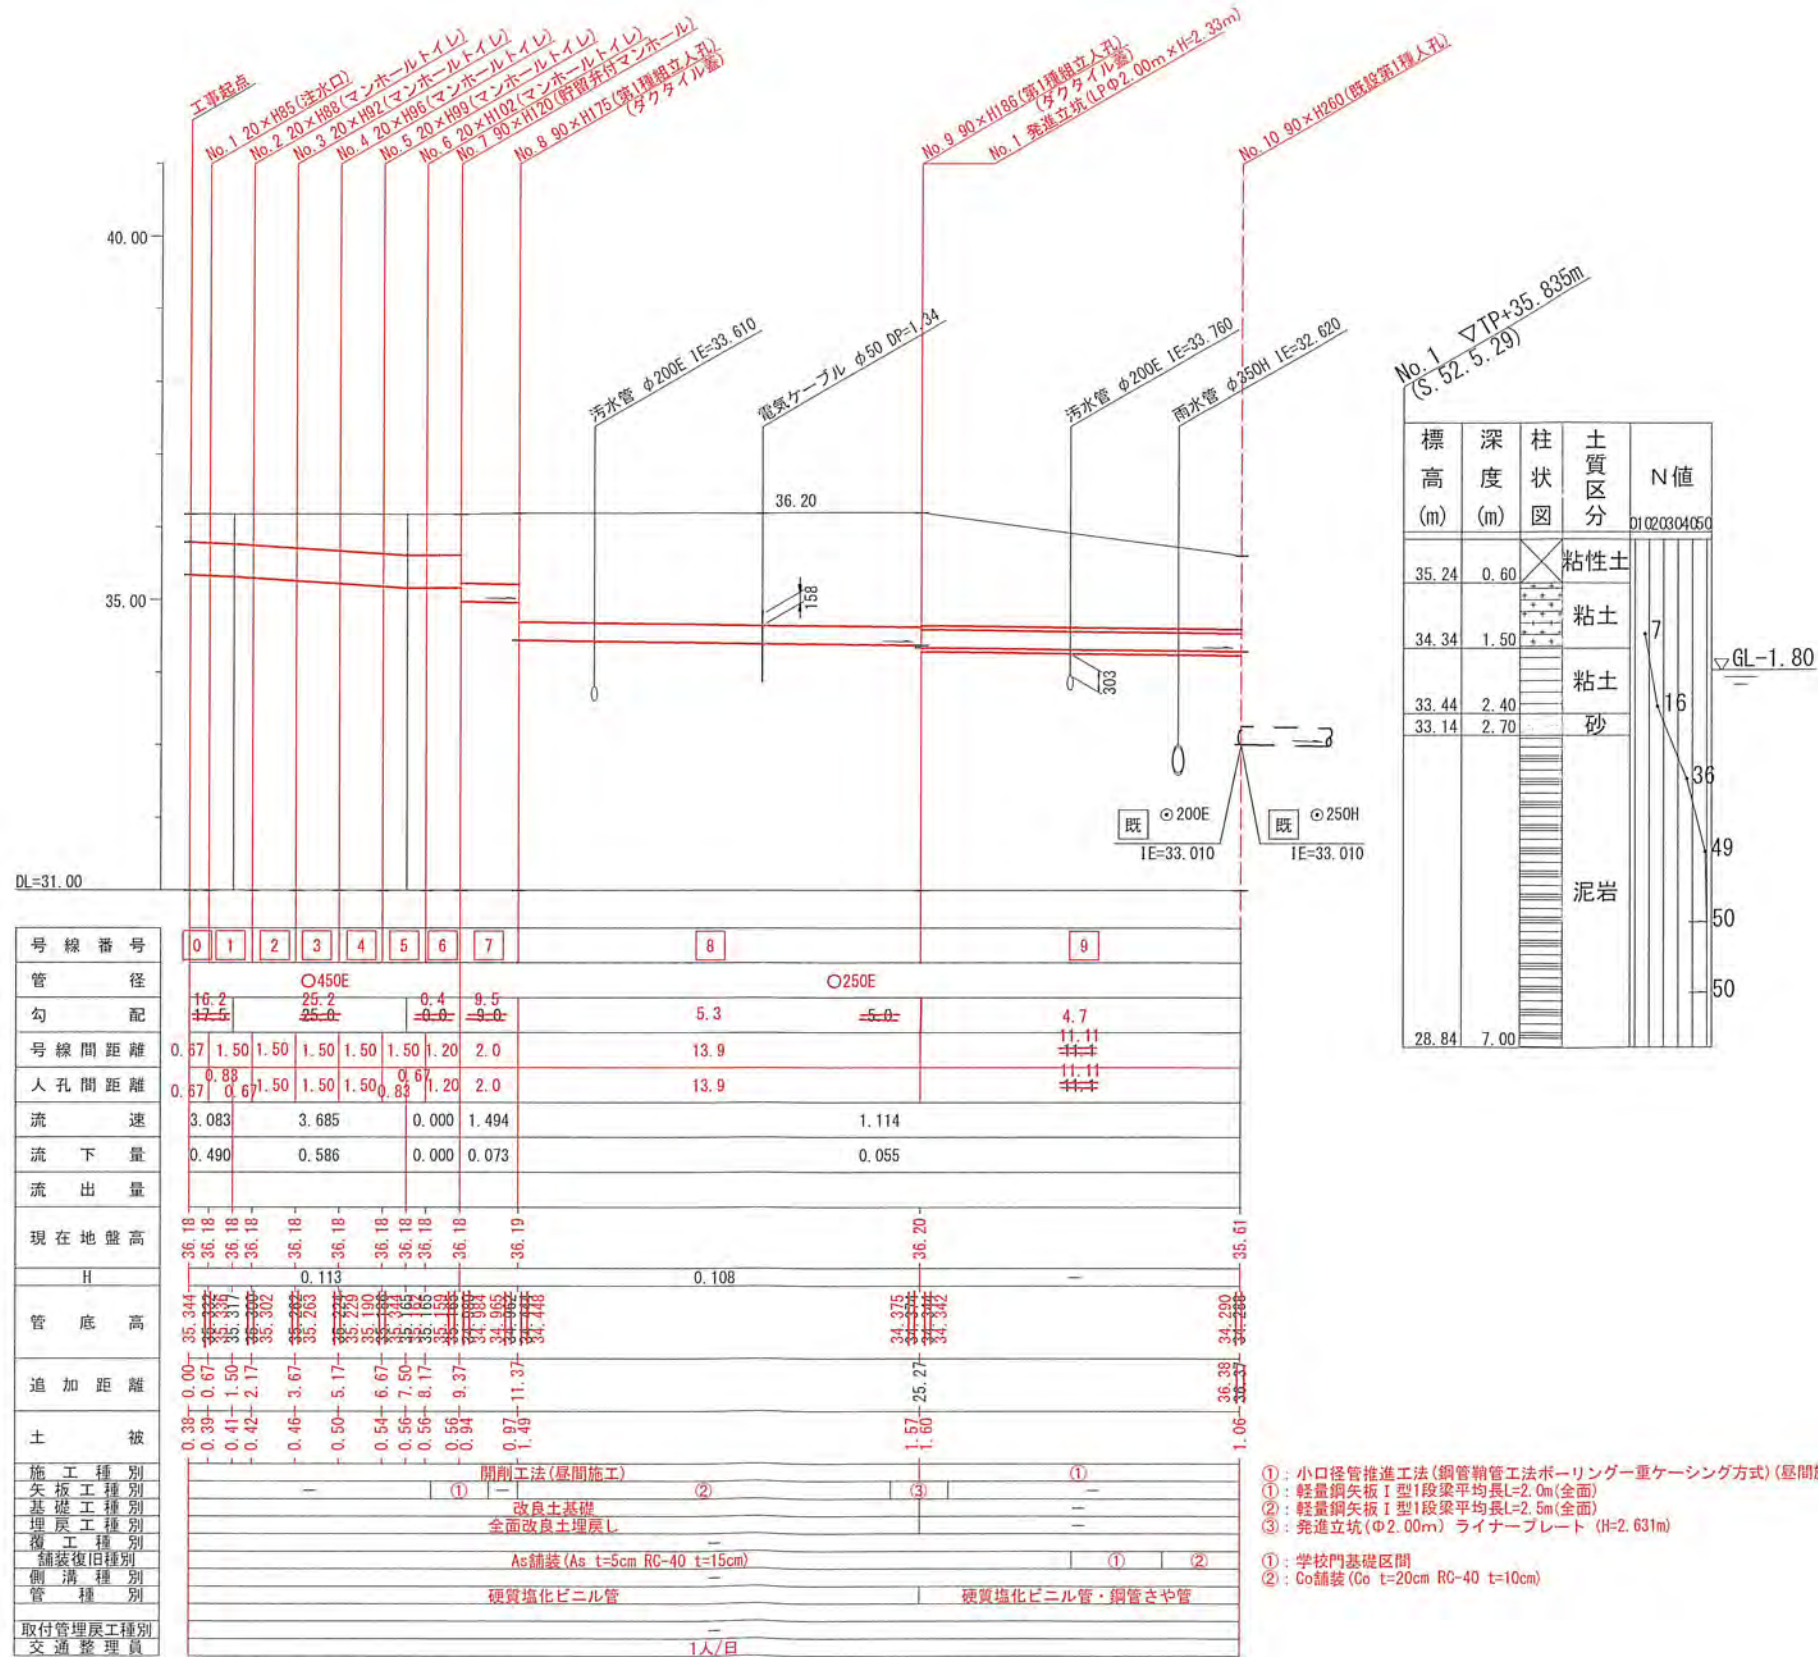 工事起点
No. 1 20×H85(注水口)
No. 2 20×H88(マンホールトイレ)
No. 3 20×H92(マンホールトイレ)
No. 4 20×H96(マンホールトイレ)
No. 5 20×H99(マンホールトイレ)
No. 6 20×H102(マンホールトイレ)
No. 7 90×H120(貯留弁付マンホール)
No. 8 90×H175(第1種組立人孔)
(ダクタイル蓋)
No. 9 90×H186(第1種組立人孔)
(ダクタイル蓋)
No. 1 発進立坑(LPΦ2.00m×H=2.33m)
No. 10 90×H260(既設第1種人孔)
40.00
35.00
DL=31.00
汚水管 φ200E IE=33.610
電気ケーブル φ50 DP=1.34
汚水管 φ200E IE=33.760
雨水管 φ350H IE=32.620
36.20
158
303
既 ⊙200E
IE=33.010
既 ⊙250H
IE=33.010
No. 1 ▽TP+35.835m
(S. 52. 5. 29)
標高(m) 深度(m) 柱状図 土質区分 N値
01020304050
35.24 0.60 粘性土
34.34 1.50 粘土
33.44 2.40 粘土
33.14 2.70 砂
28.84 7.00 泥岩
7
16
36
49
50
50
▽GL-1.80
号線番号 0 1 2 3 4 5 6 7 8 9
管径 ○450E ○250E
勾配 16.2 25.2 0.4 9.5 5.3 4.7
17.5 25.0 0.0 9.0 5.0
号線間距離 0.67 1.50 1.50 1.50 1.50 1.50 1.20 2.0 13.9 11.11
11.1
人孔間距離 0.67 0.83 0.67 1.50 1.50 1.50 0.83 0.67 1.20 2.0 13.9 11.11
11.1
流速 3.083 3.685 0.000 1.494 1.114
流下量 0.490 0.586 0.000 0.073 0.055
流出量
現在地盤高 36.18 36.18 36.18 36.18 36.18 36.18 36.18 36.18 36.18 36.18 36.19 36.20 35.61
H 0.113 0.108 －
管底高 35.344 35.317 35.302 35.263 35.229 35.190 35.165 35.159 34.984 34.965 34.448 34.375 34.342 34.290
追加距離 0.00 0.67 1.50 2.17 3.67 5.17 6.67 7.50 8.17 9.37 11.37 25.27 36.38 36.37
土被 0.38 0.39 0.41 0.42 0.46 0.50 0.54 0.56 0.56 0.56 0.94 0.97 1.49 1.57 1.60 1.06
施工種別 開削工法(昼間施工) ①
矢板工種別 － ① － ② ③ －
基礎工種別 改良土基礎 －
埋戻工種別 全面改良土埋戻し －
覆工種別 －
舗装復旧種別 As舗装(As t=5cm RC-40 t=15cm) ① ②
側溝種別 －
管種別 硬質塩化ビニル管 硬質塩化ビニル管・鋼管さや管
取付管埋戻工種別 －
交通整理員 1人/日
①：小口径管推進工法(鋼管鞘管工法ボーリング一重ケーシング方式)(昼間
①：軽量鋼矢板Ⅰ型1段梁平均長L=2.0m(全面)
②：軽量鋼矢板Ⅰ型1段梁平均長L=2.5m(全面)
③：発進立坑(Φ2.00m) ライナープレート (H=2.631m)
①：学校門基礎区間
②：Co舗装(Co t=20cm RC-40 t=10cm)